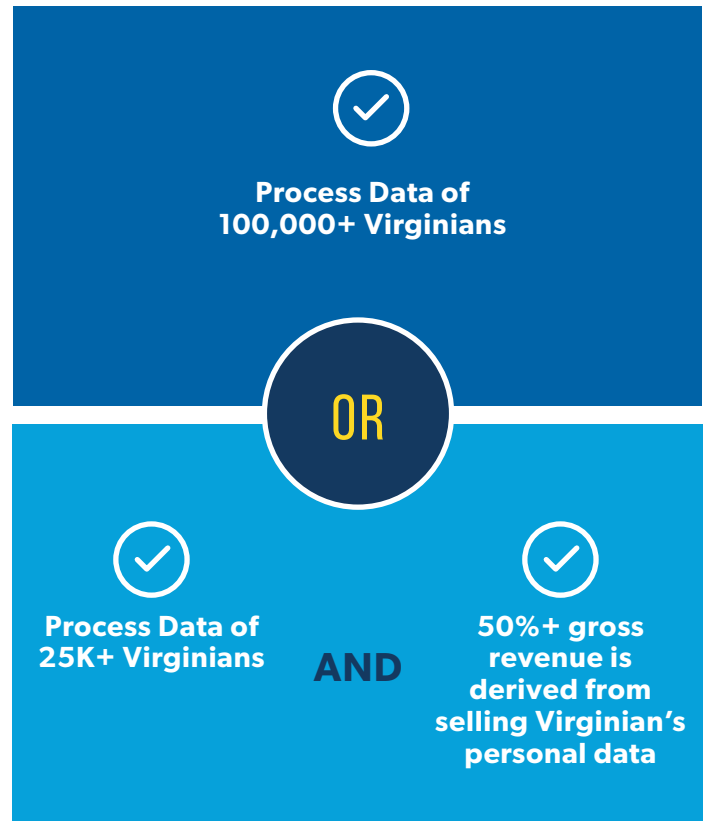 Process Data of
100,000+ Virginians
OR
Process Data of
25K+ Virginians
AND
50%+ gross
revenue is
derived from
selling Virginian’s
personal data